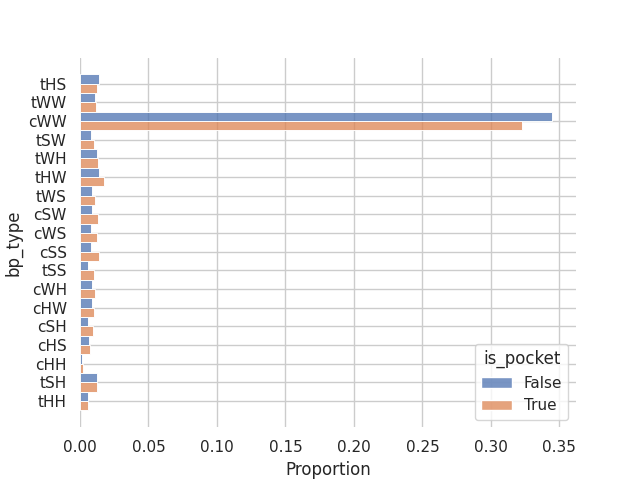 tHS
tWW
cWW
tSW
tWH
tHW
tWS
cSW
cWS
cSS
tSS
cWH
cHW
cSH
cHS
cHH
tSH
tHH
bp_type
is_pocket
False
True
0.00 0.05 0.10 0.15 0.20 0.25 0.30 0.35
Proportion